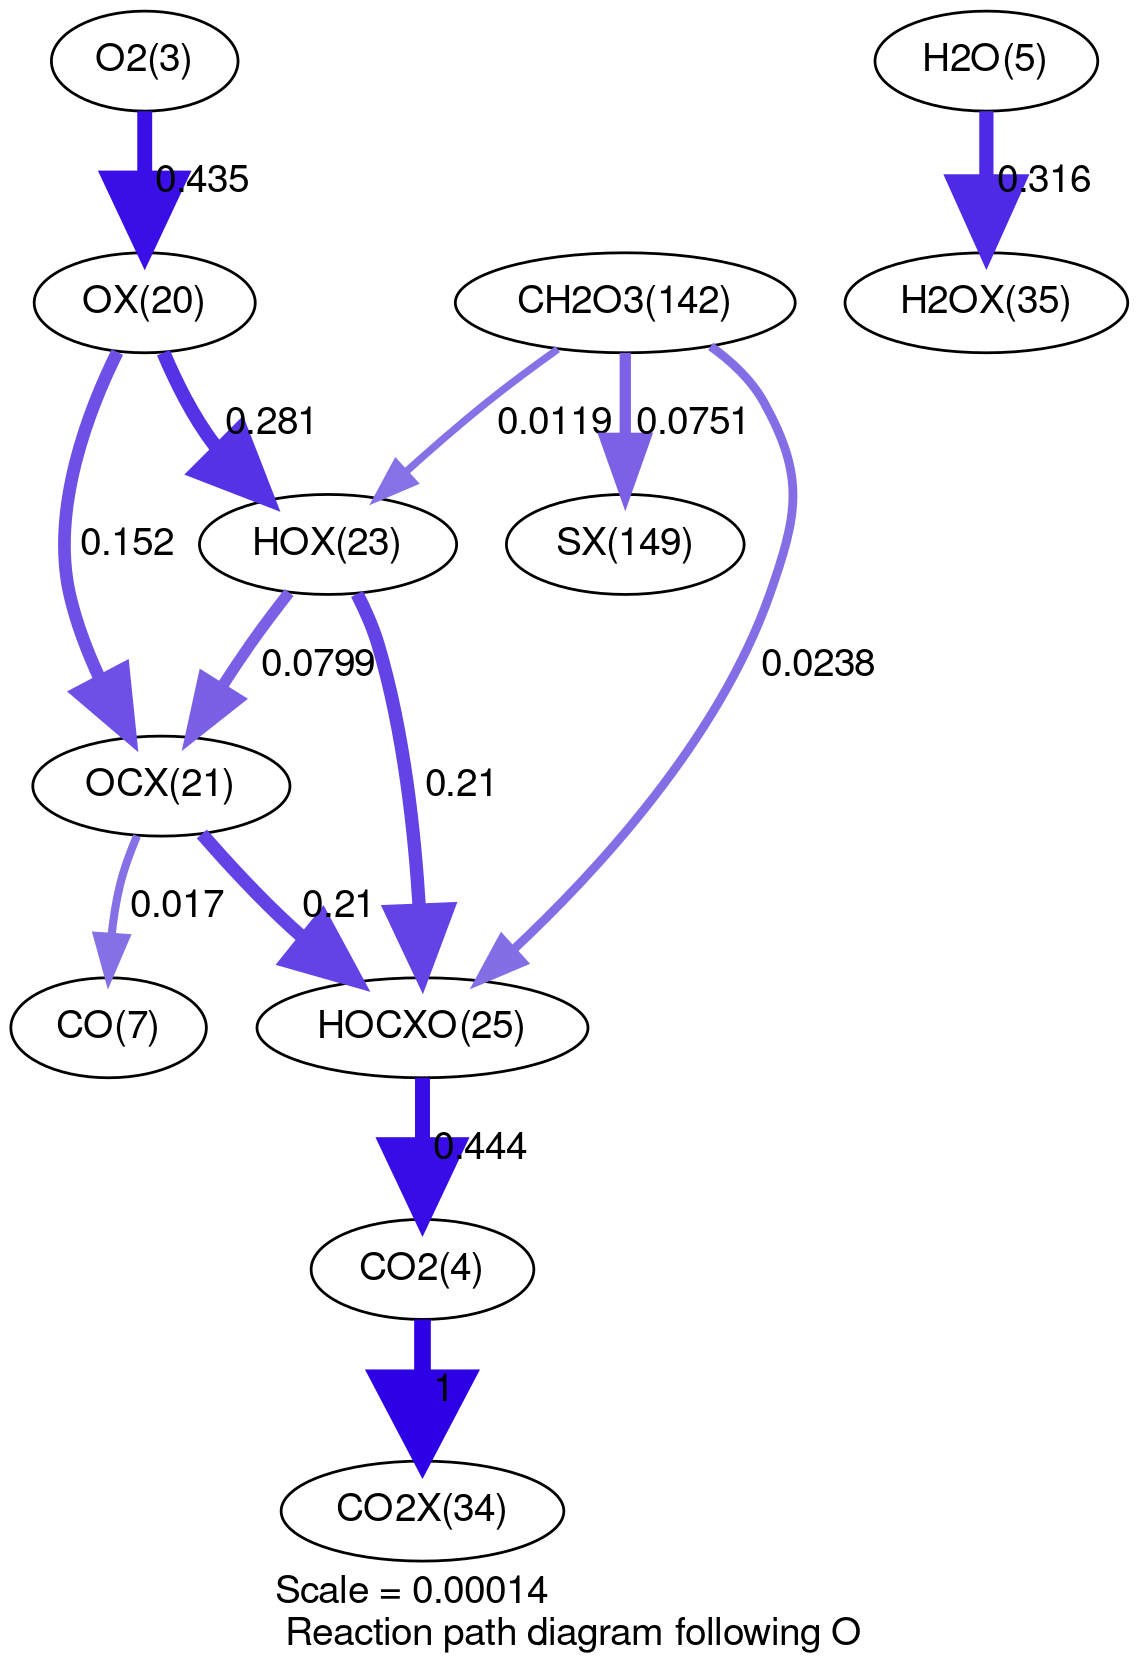 O2(3)
H2O(5)
0.435
0.316
OX(20)
CH2O3(142)
H2OX(35)
0.281
0.0119
0.0751
0.152
HOX(23)
SX(149)
0.0799
0.0238
OCX(21)
0.21
0.017
0.21
CO(7)
HOCXO(25)
0.444
CO2(4)
1
CO2X(34)
Scale = 0.00014
Reaction path diagram following O